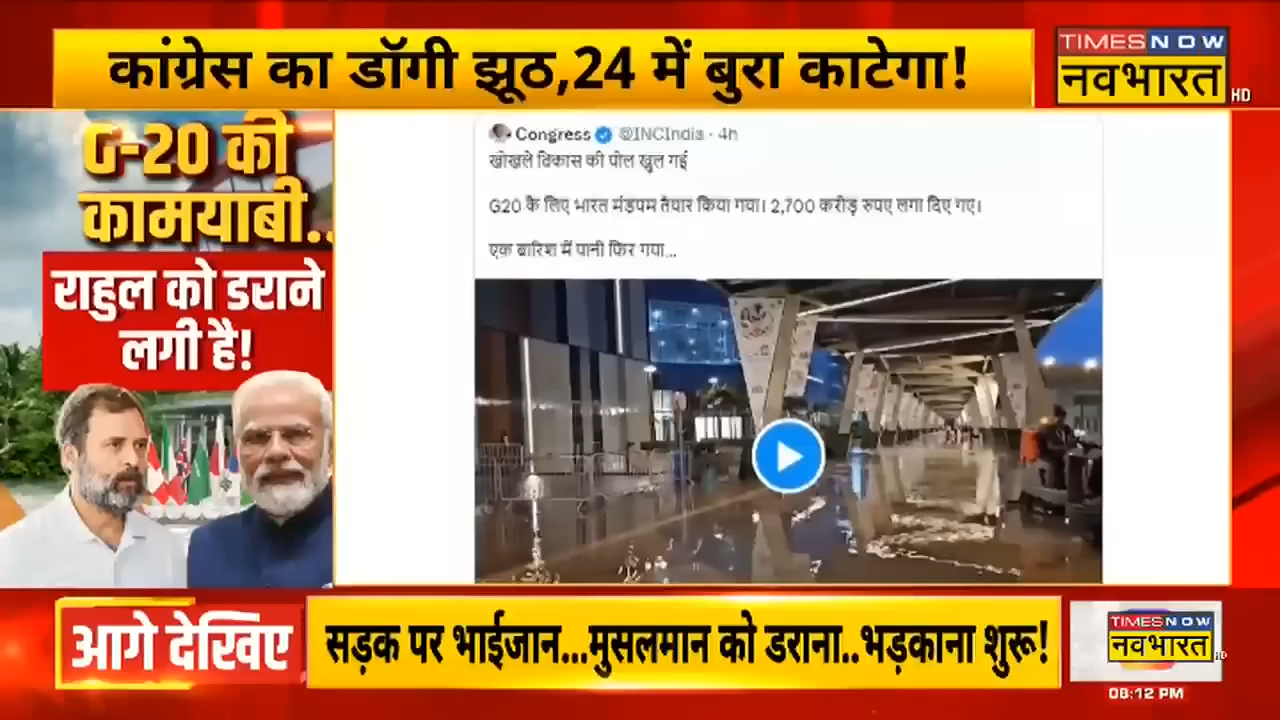 कांग्रेस का डॉगी झूठ,24 में बुरा काटेगा!
TIMES NOW
नवभारत
HD
G-20 की
कामयाबी..
राहुल को डराने
लगी है!
Congress @INCIndia · 4h
खोखले विकास की पोल खुल गई
G20 के लिए भारत मंडपम तैयार किया गया। 2,700 करोड़ रुपए लगा दिए गए।
एक बारिश में पानी फिर गया...
आगे देखिए
सड़क पर भाईजान...मुसलमान को डराना..भड़काना शुरू!
TIMES NOW
नवभारत
HD
08:12 PM